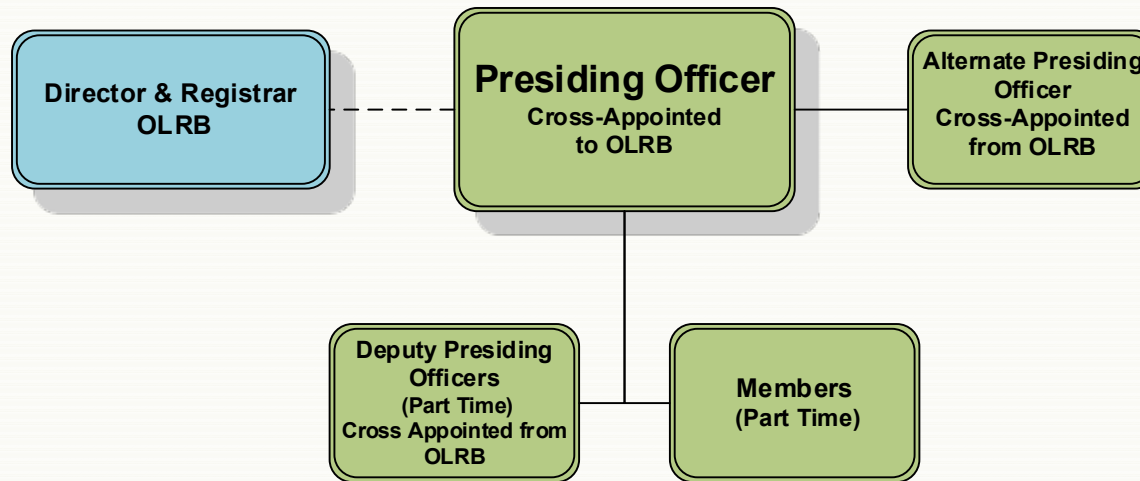 Director & Registrar
OLRB
Presiding Officer
Cross-Appointed
to OLRB
Alternate Presiding
Officer
Cross-Appointed
from OLRB
Deputy Presiding
Officers
(Part Time)
Cross Appointed from
OLRB
Members
(Part Time)